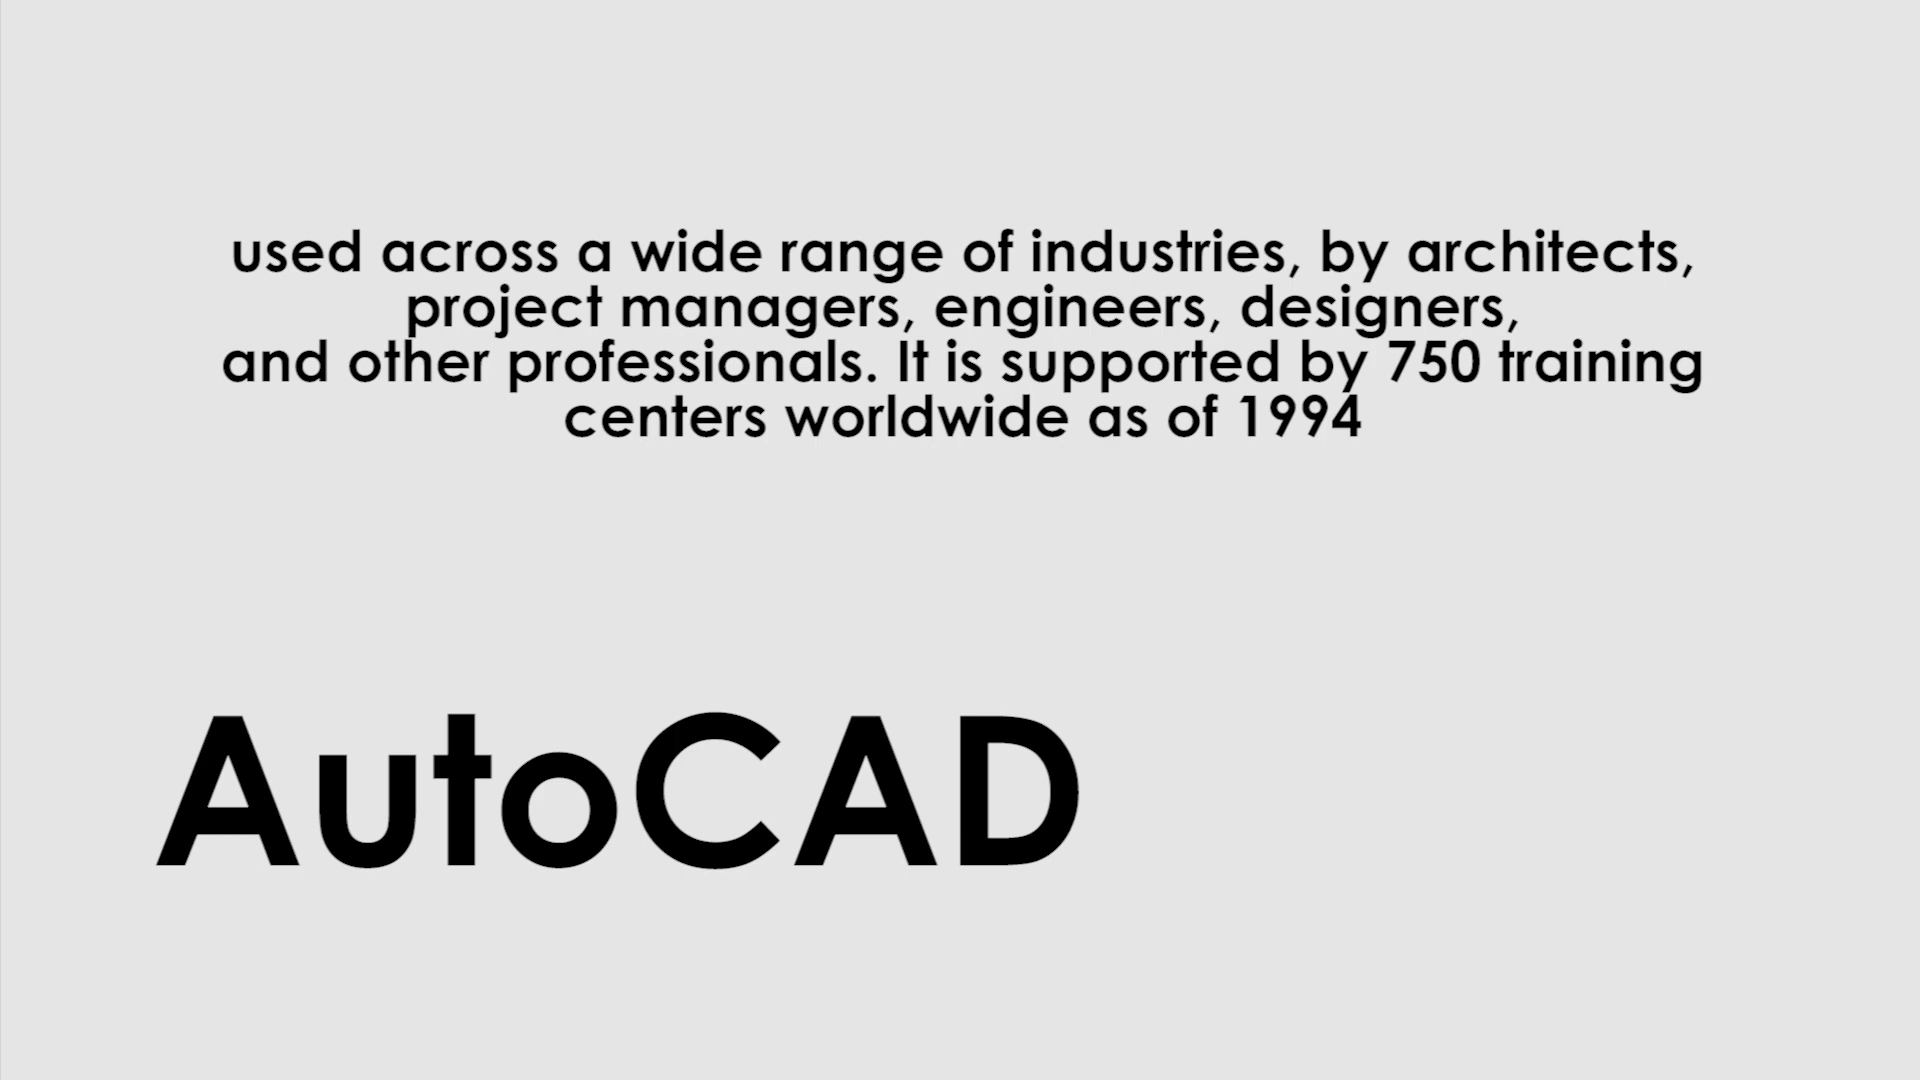 used across a wide range of industries, by architects,
project managers, engineers, designers,
and other professionals. It is supported by 750 training
centers worldwide as of 1994
AutoCAD